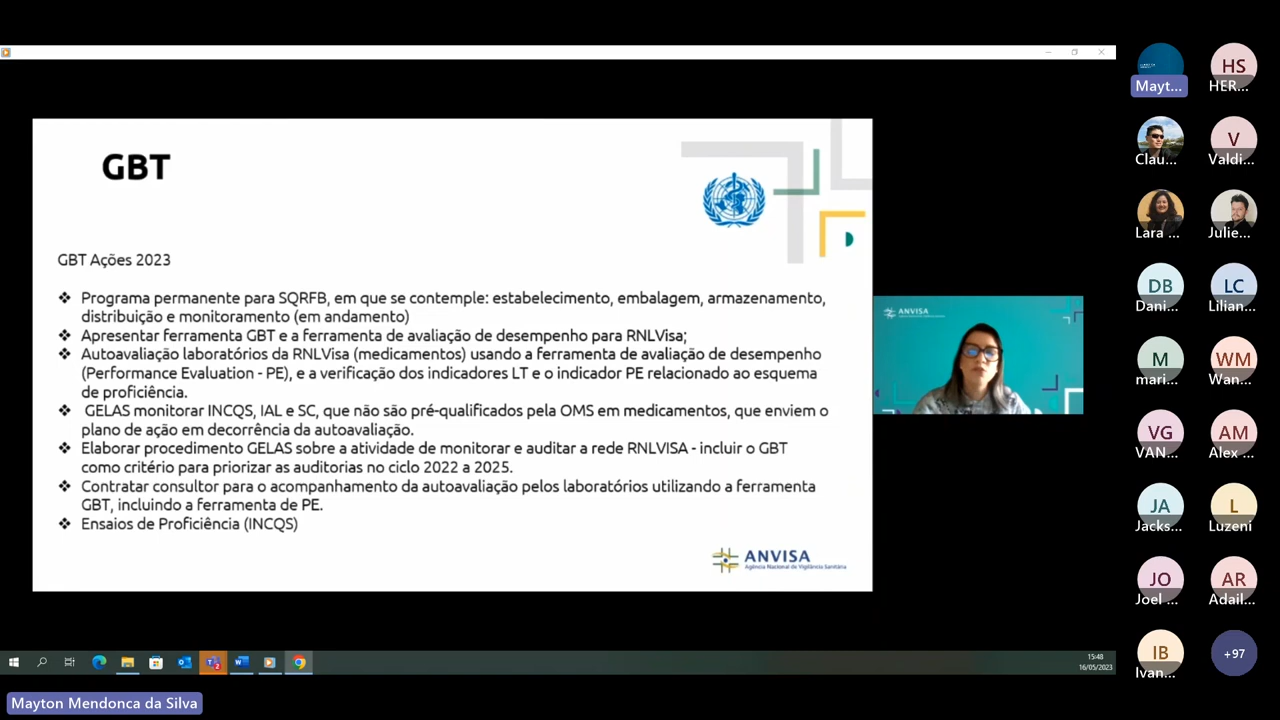 GBT
GBT Ações 2023
❖ Programa permanente para SQRFB, em que se contemple: estabelecimento, embalagem, armazenamento,
distribuição e monitoramento (em andamento)
❖ Apresentar ferramenta GBT e a ferramenta de avaliação de desempenho para RNLVisa;
❖ Autoavaliação laboratórios da RNLVisa (medicamentos) usando a ferramenta de avaliação de desempenho
(Performance Evaluation - PE), e a verificação dos indicadores LT e o indicador PE relacionado ao esquema
de proficiência.
❖ GELAS monitorar INCQS, IAL e SC, que não são pré-qualificados pela OMS em medicamentos, que enviem o
plano de ação em decorrência da autoavaliação.
❖ Elaborar procedimento GELAS sobre a atividade de monitorar e auditar a rede RNLVISA - incluir o GBT
como critério para priorizar as auditorias no ciclo 2022 a 2025.
❖ Contratar consultor para o acompanhamento da autoavaliação pelos laboratórios utilizando a ferramenta
GBT, incluindo a ferramenta de PE.
❖ Ensaios de Proficiência (INCQS)
ANVISA
Agência Nacional de Vigilância Sanitária
ANVISA
15:48
16/05/2023
Mayton Mendonca da Silva
Mayt...
HS
HER...
Clau...
V
Valdi...
Lara ...
Julie...
DB
Dani...
LC
Lilian...
M
mari...
WM
Wan...
VG
VAN...
AM
Alex ...
JA
Jacks...
L
Luzeni
JO
Joel ...
AR
Adail...
IB
Ivan...
+97